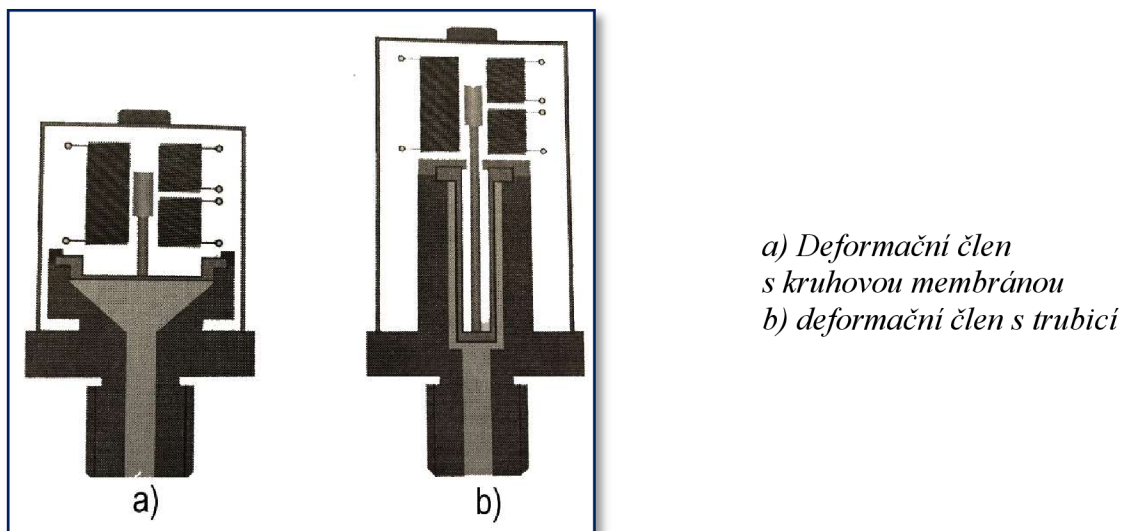 a)
b)
a) Deformační člen
s kruhovou membránou
b) deformační člen s trubicí